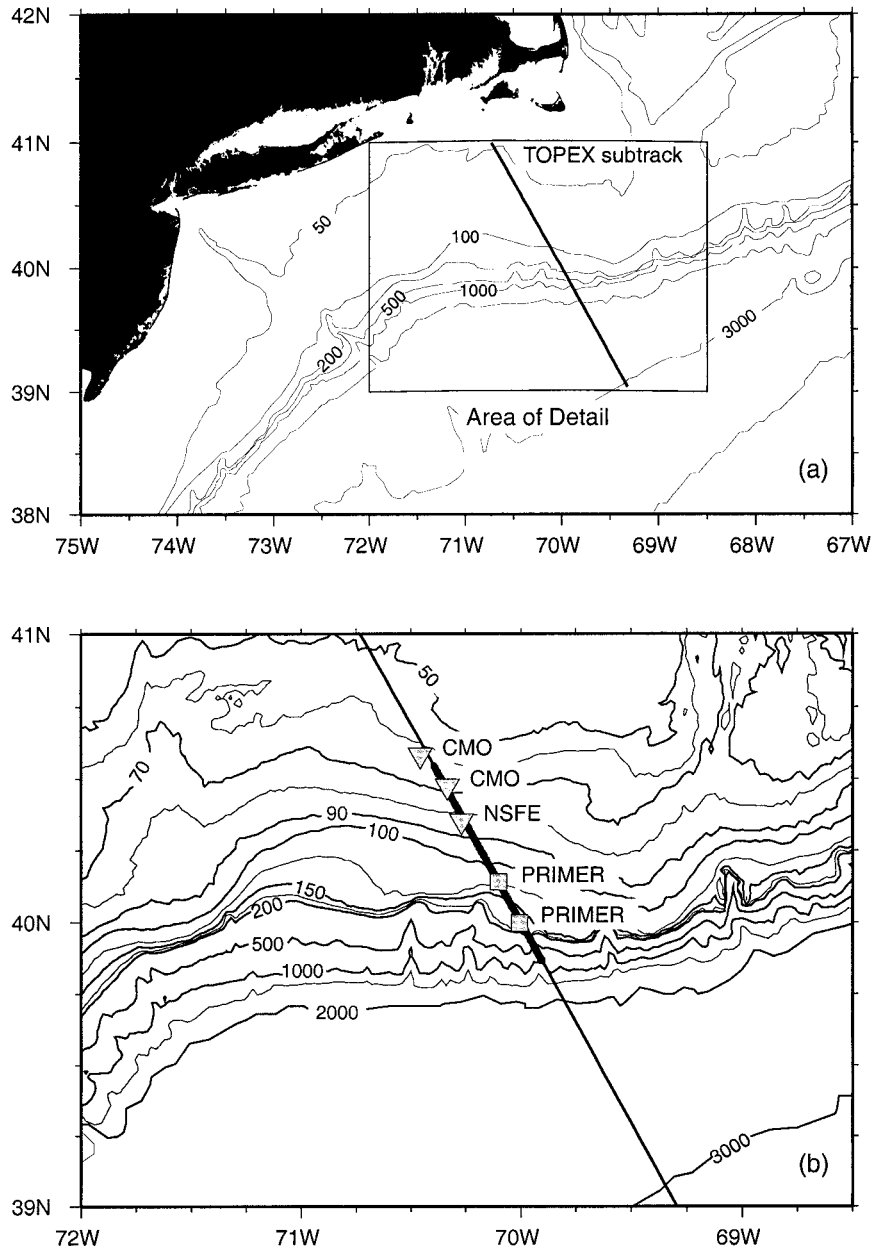 42N
41N
40N
39N
38N
75W 74W 73W 72W 71W 70W 69W 68W 67W
TOPEX subtrack
50
100
500
1000
200
3000
Area of Detail
(a)
41N
40N
39N
72W 71W 70W 69W
50
CMO
70
CMO
90
NSFE
100
PRIMER
150
200
PRIMER
500
1000
2000
3000
(b)